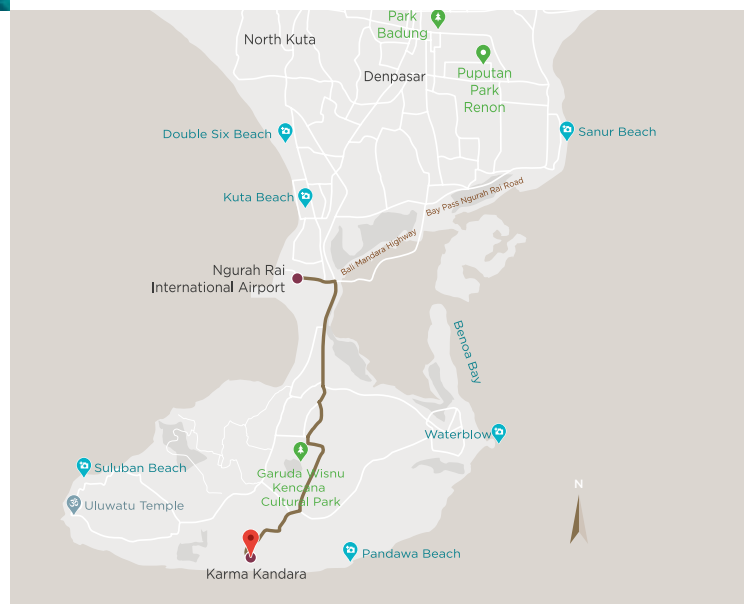 Park
Badung
North Kuta
Denpasar
Puputan
Park
Renon
Double Six Beach
Sanur Beach
Kuta Beach
Bay Pass Ngurah Rai Road
Bali Mandara Highway
Ngurah Rai
International Airport
Benoa Bay
Waterblow
Suluban Beach
Garuda Wisnu
Kencana
Cultural Park
Uluwatu Temple
N
Pandawa Beach
Karma Kandara